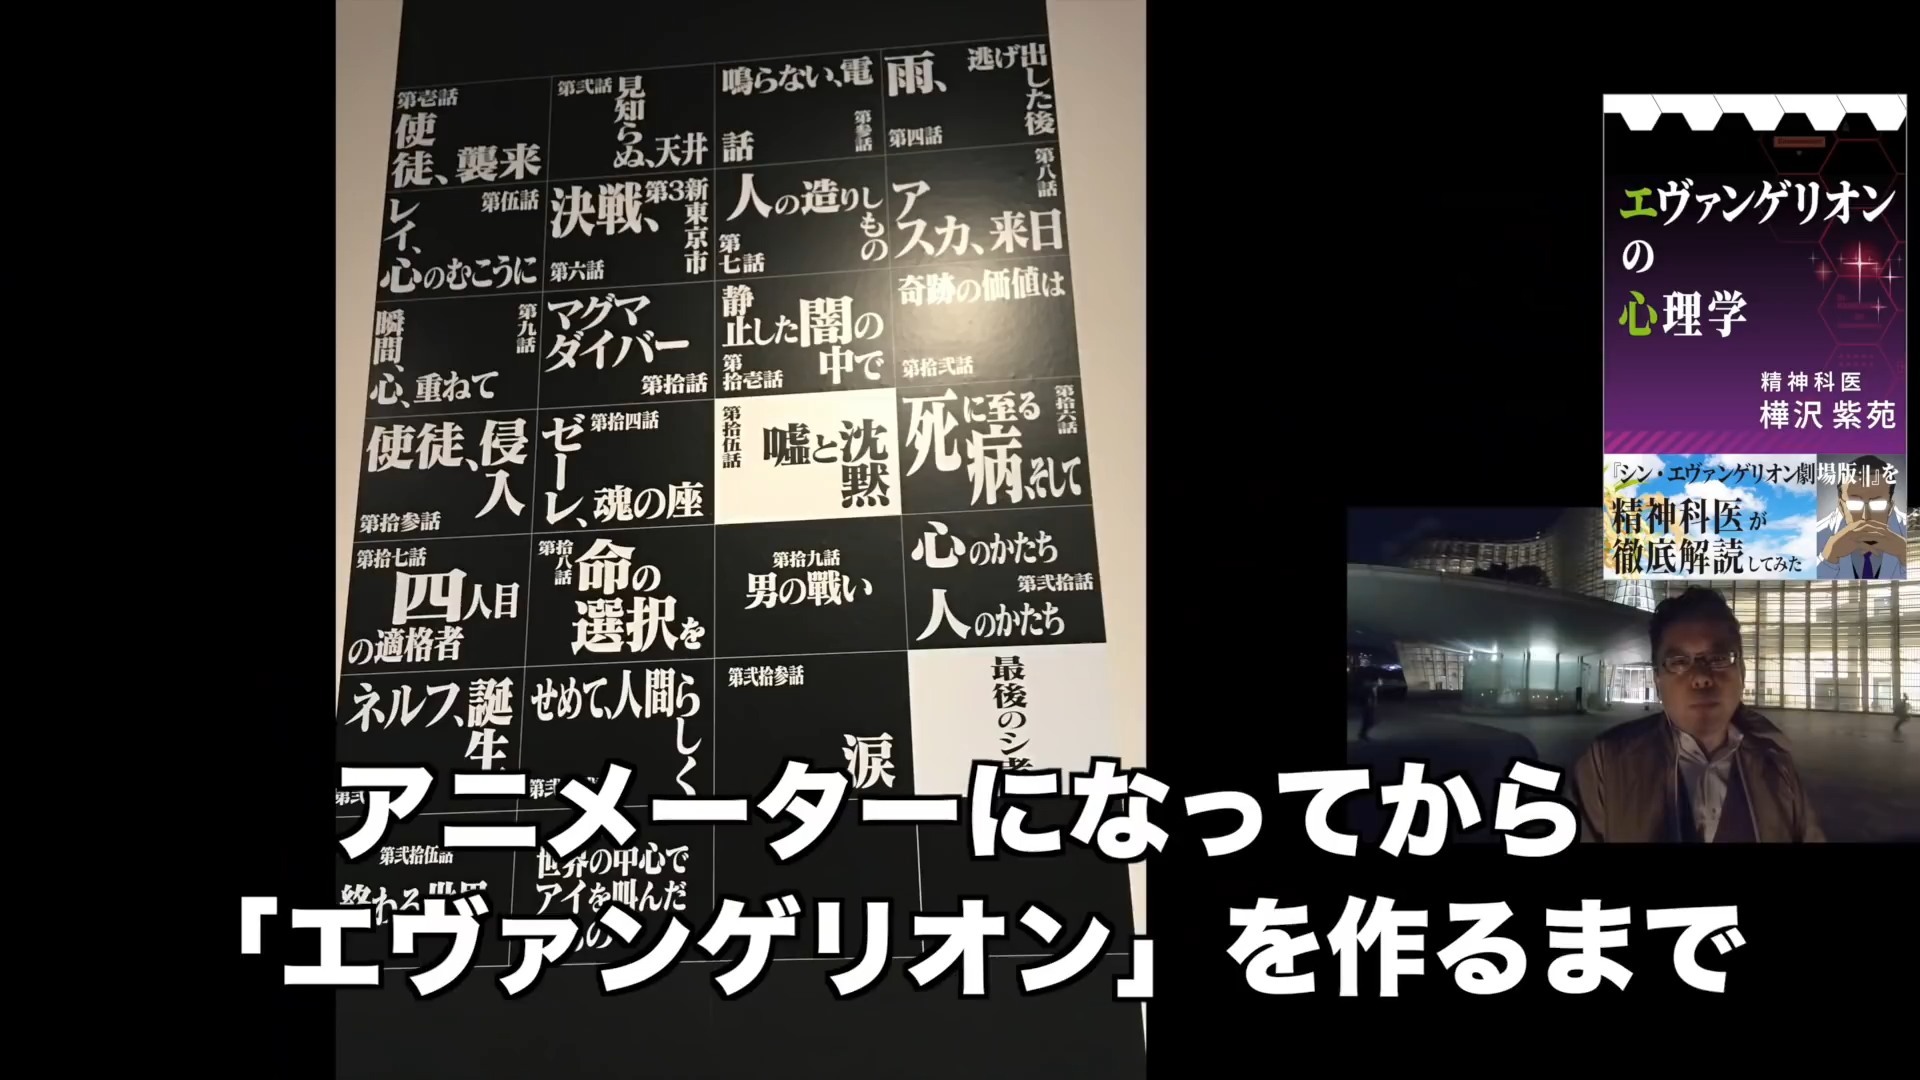 第壱話
使
徒、襲来
第弐話
見知らぬ、天井
鳴らない、電
話
第参話
雨、
逃げ出した後
第四話
レイ、
心のむこうに
第伍話
決戦、
第3新東京市
第六話
人の造りしもの
第七話
ア
スカ、来日
第八話
瞬間、
心、重ねて
第九話
マグマ
ダイバー
第拾話
静止した闇の
中で
第拾壱話
奇跡の価値は
第拾弐話
使徒、侵
入
第拾参話
第拾四話
ゼーレ、魂の座
第拾伍話
嘘と沈黙
死に至る
病、そして
第拾六話
第拾七話
四人目
の適格者
第拾八話
命の
選択を
第拾九話
男の戰い
心のかたち
第弐拾話
人のかたち
ネルフ、誕生
せめて、人間らしく
第弐拾参話
涙
最後のシ者
第弐拾伍話
終わる世界
世界の中心で
アイを叫んだ
アニメーターになってから
「エヴァンゲリオン」を作るまで
エヴァンゲリオン
の
心理学
精神科医
樺沢紫苑
『シン・エヴァンゲリオン劇場版:||』を
精神科医が
徹底解読してみた